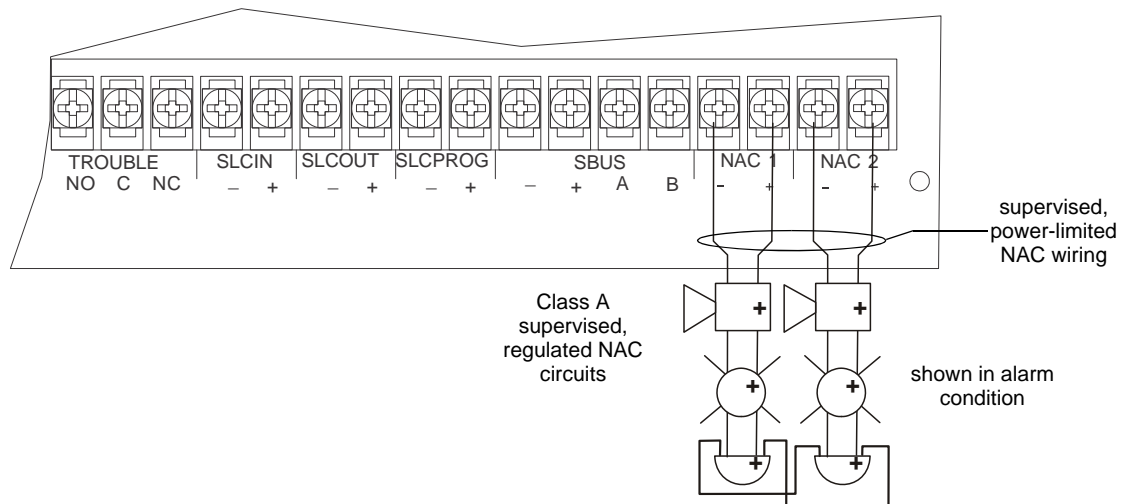 TROUBLE SLCIN SLCOUT SLCPROG SBUS NAC 1 NAC 2
NO C NC – + – + – + – + A B - + - +
supervised,
power-limited
NAC wiring
Class A
supervised,
regulated NAC
circuits
+ +
shown in alarm
condition
+ +
+ +